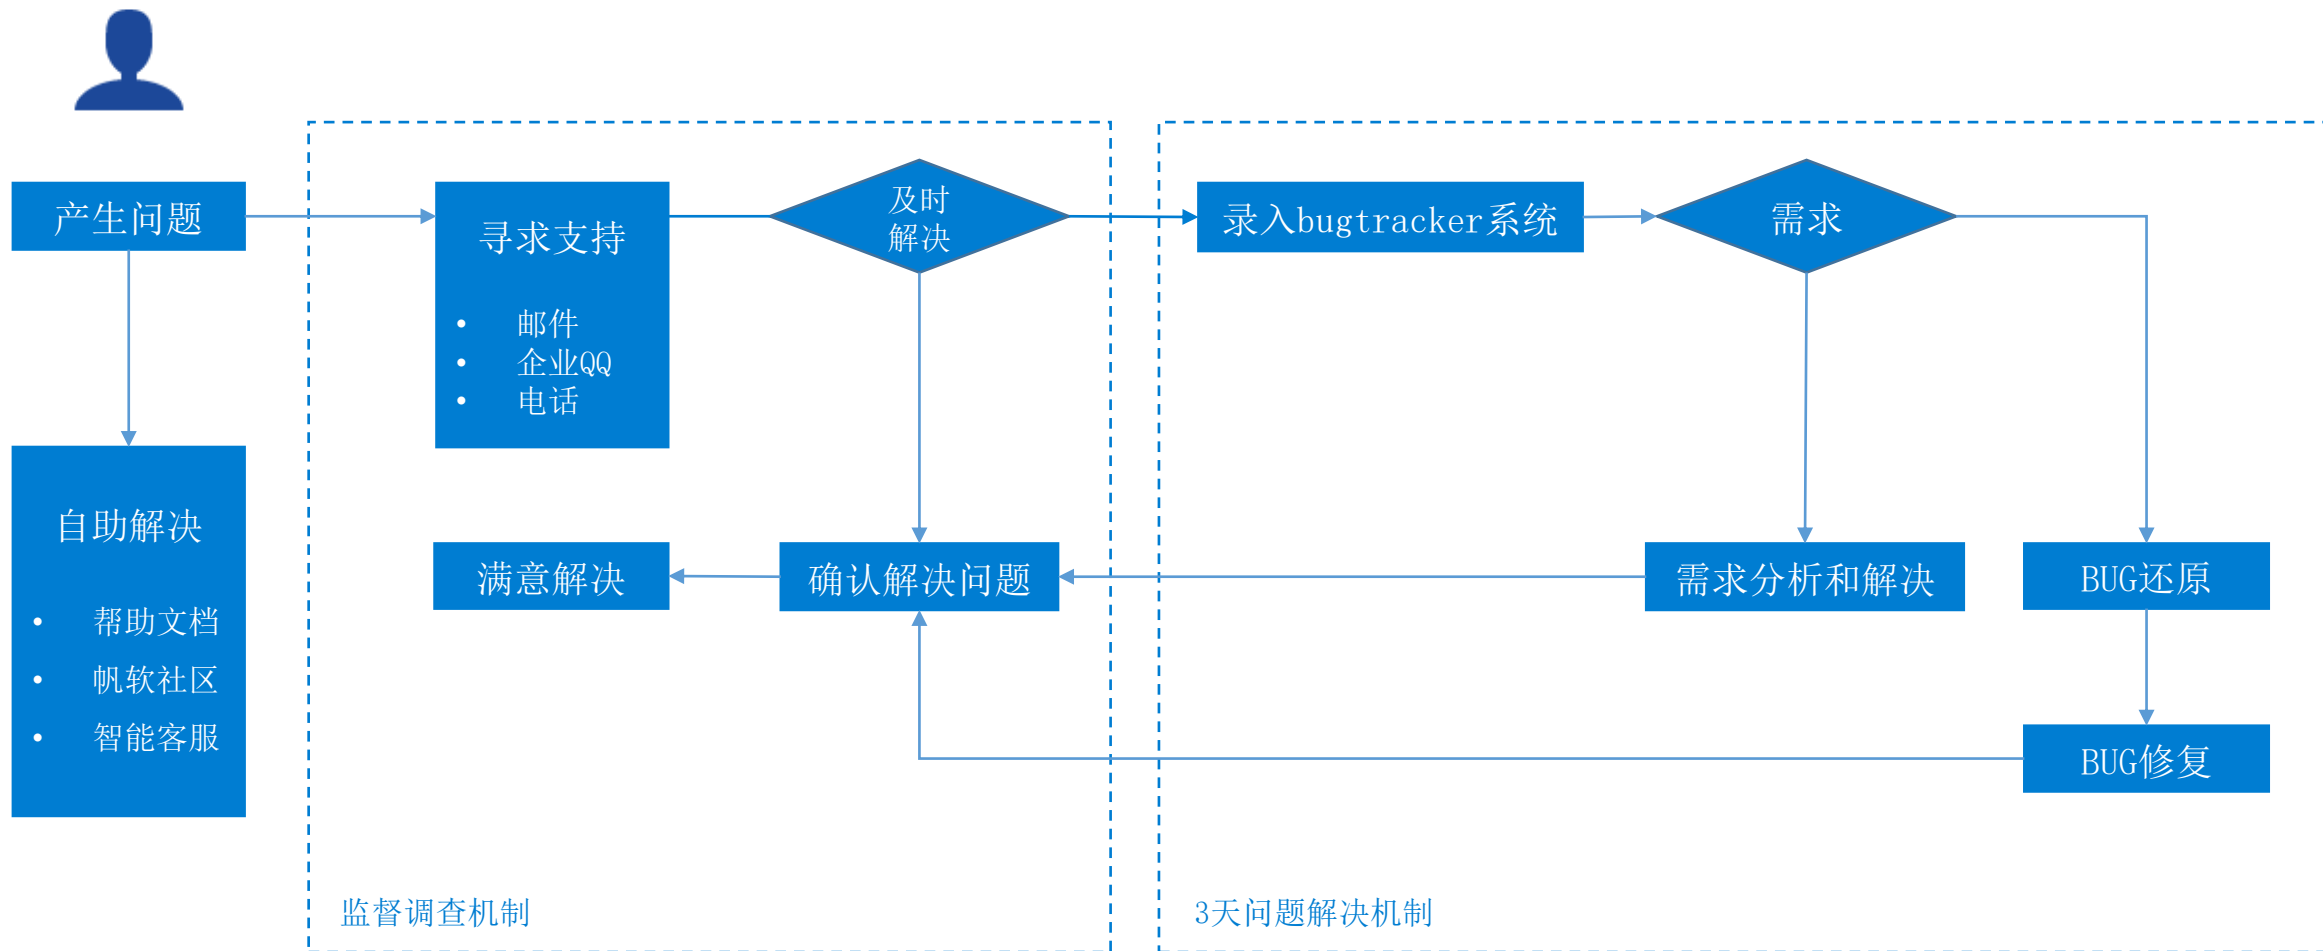 产生问题
寻求支持
• 邮件
• 企业QQ
• 电话
及时
解决
录入bugtracker系统
需求
自助解决
• 帮助文档
• 帆软社区
• 智能客服
满意解决
确认解决问题
需求分析和解决
BUG还原
BUG修复
监督调查机制
3天问题解决机制